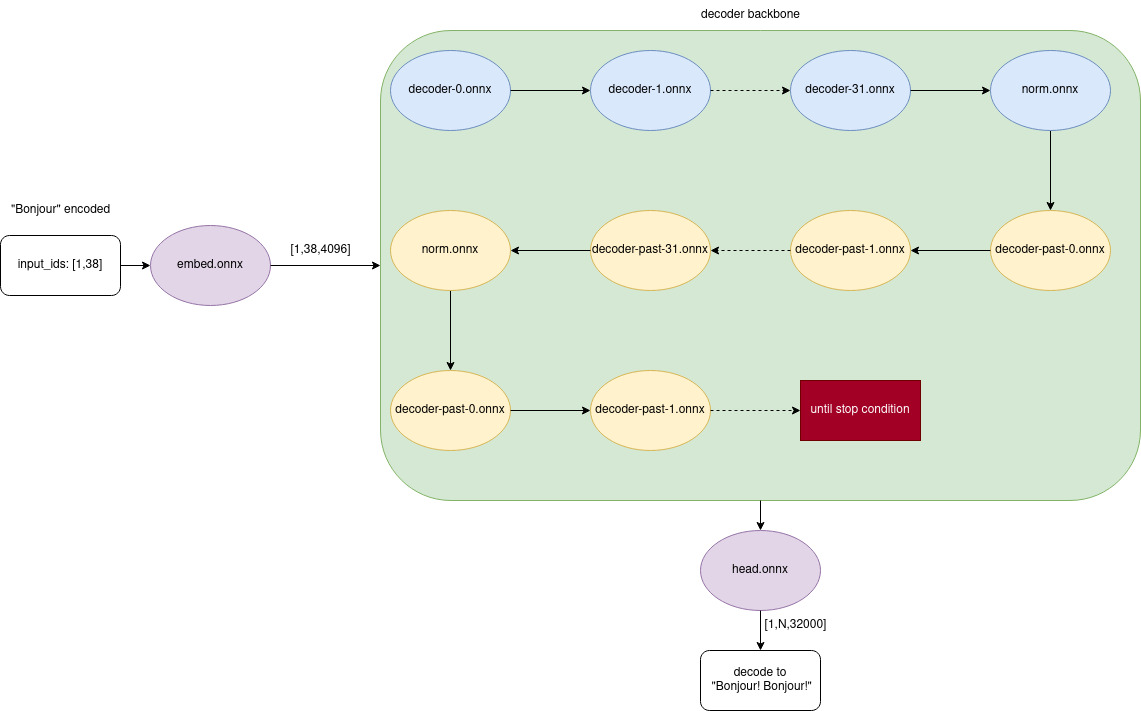 decoder backbone
decoder-0.onnx
decoder-1.onnx
decoder-31.onnx
norm.onnx
"Bonjour" encoded
input_ids: [1,38]
embed.onnx
[1,38,4096]
norm.onnx
decoder-past-31.onnx
decoder-past-1.onnx
decoder-past-0.onnx
decoder-past-0.onnx
decoder-past-1.onnx
until stop condition
head.onnx
[1,N,32000]
decode to
"Bonjour! Bonjour!"